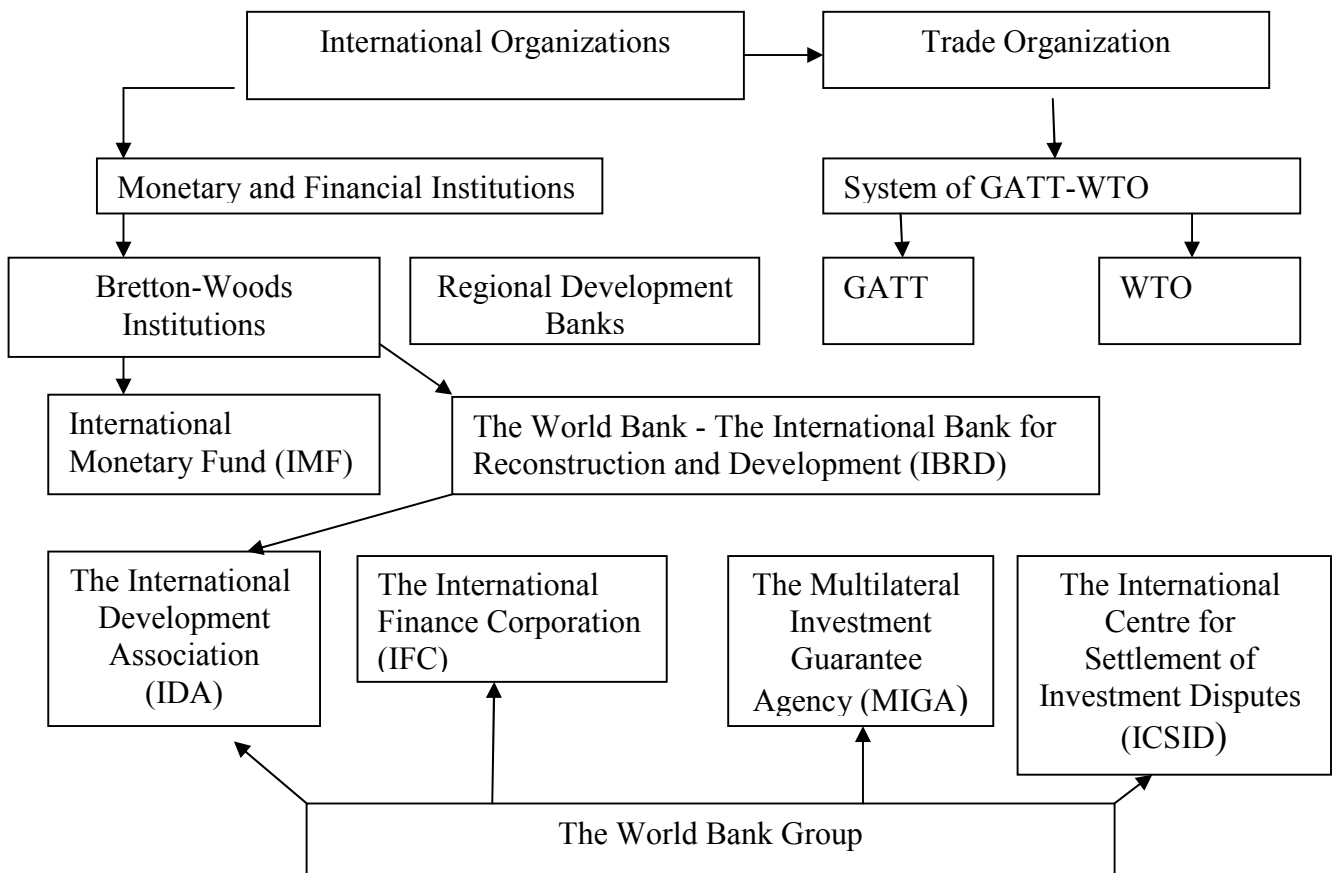 International Organizations
Trade Organization
Monetary and Financial Institutions
System of GATT-WTO
Bretton-Woods
Institutions
Regional Development
Banks
GATT
WTO
International
Monetary Fund (IMF)
The World Bank - The International Bank for
Reconstruction and Development (IBRD)
The International
Development
Association
(IDA)
The International
Finance Corporation
(IFC)
The Multilateral
Investment
Guarantee
Agency (MIGA)
The International
Centre for
Settlement of
Investment Disputes
(ICSID)
The World Bank Group